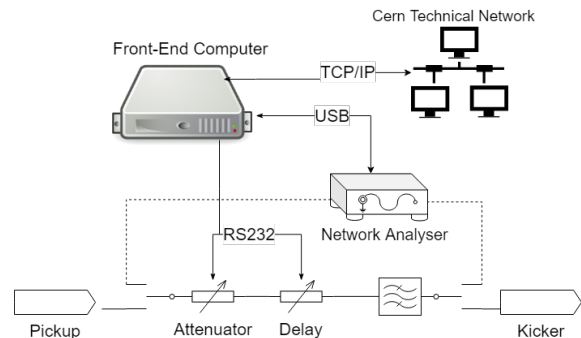 Cern Technical Network
Front-End Computer
TCP/IP
USB
RS232
Network Analyser
Pickup
Attenuator
Delay
Kicker